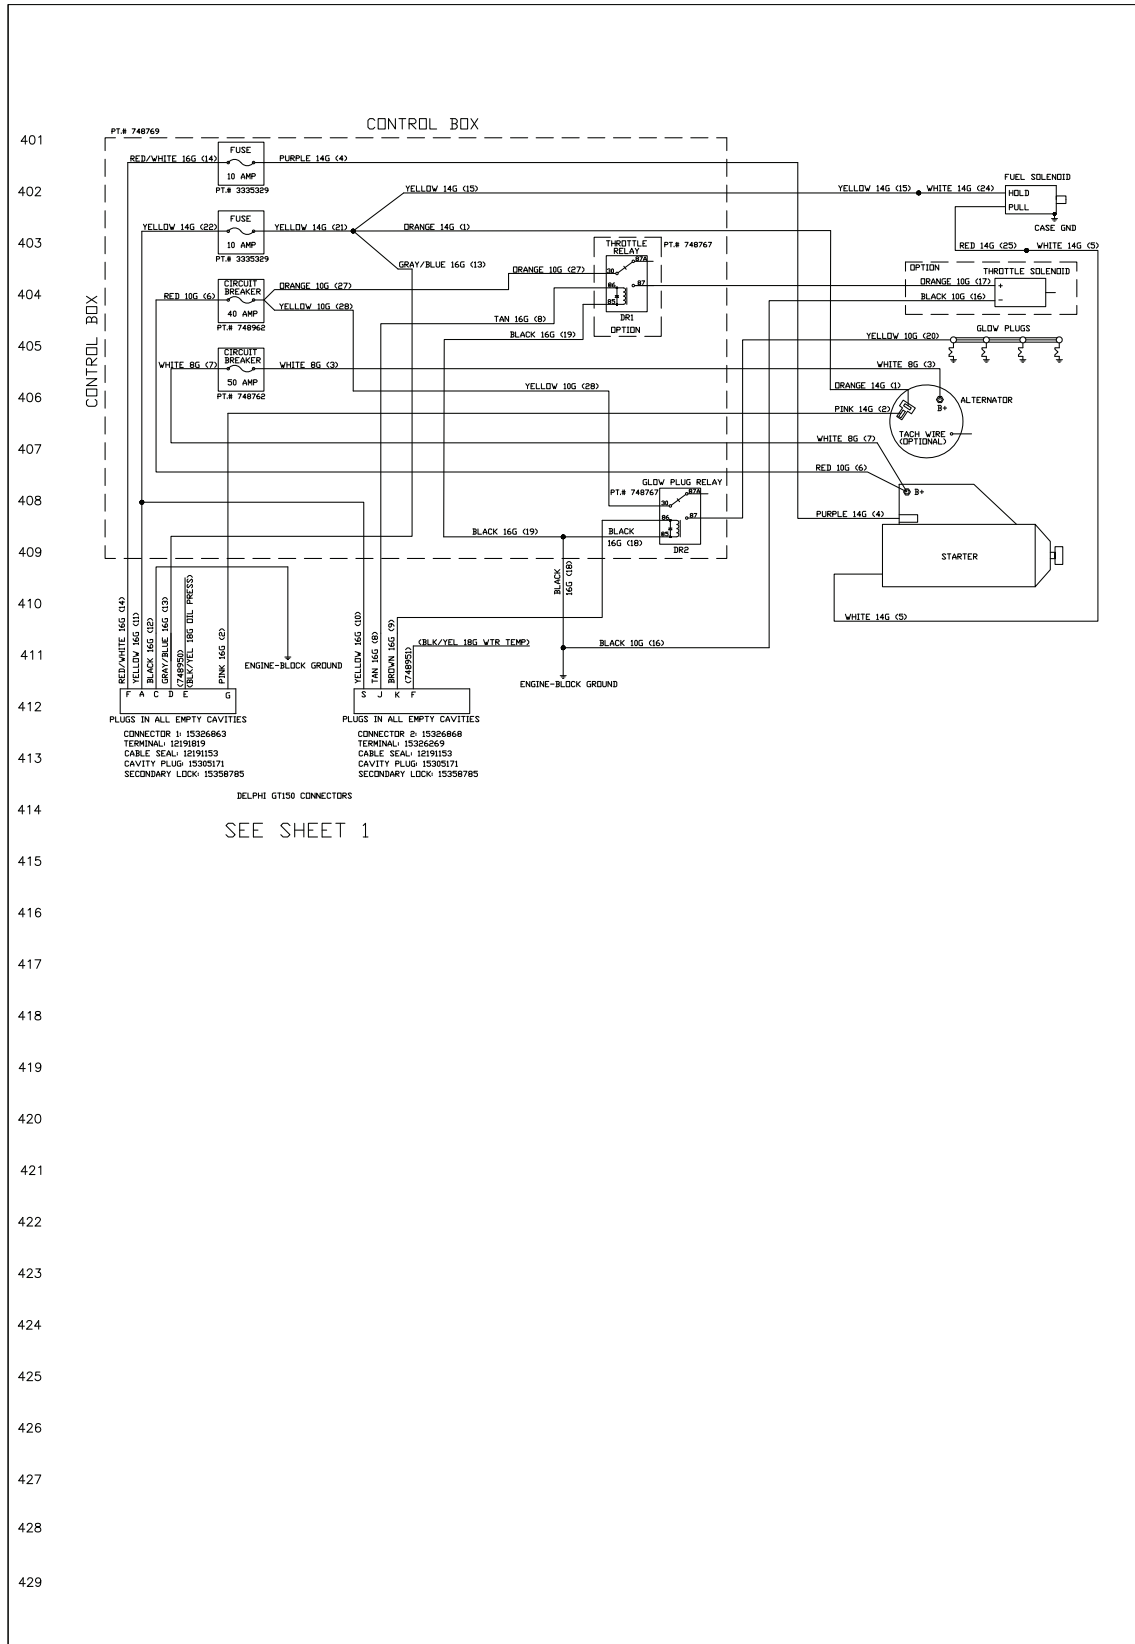 401
402
403
404
405
406
407
408
409
410
411
412
413
414
415
416
417
418
419
420
421
422
423
424
425
426
427
428
429
CONTROL BOX
CONTROL BOX
PT.# 748769
RED/WHITE 16G (14)
FUSE
10 AMP
PT.# 3335329
PURPLE 14G (4)
YELLOW 14G (22)
FUSE
10 AMP
PT.# 3335329
YELLOW 14G (21)
YELLOW 14G (15)
ORANGE 14G (1)
GRAY/BLUE 16G (13)
RED 10G (6)
CIRCUIT
BREAKER
40 AMP
PT.# 748962
ORANGE 10G (27)
YELLOW 10G (28)
ORANGE 10G (27)
WHITE 8G (7)
CIRCUIT
BREAKER
50 AMP
PT.# 748762
WHITE 8G (3)
TAN 16G (8)
BLACK 16G (19)
THROTTLE
RELAY
PT.# 748767
87A
30
87
86
85
DR1
OPTION
YELLOW 10G (28)
GLOW PLUG RELAY
PT.# 748767
87A
30
87
86
85
DR2
BLACK 16G (19)
BLACK
16G (18)
BLACK
16G (18)
YELLOW 14G (15)
WHITE 14G (24)
FUEL SOLENOID
HOLD
PULL
CASE GND
RED 14G (25)
WHITE 14G (5)
OPTION
THROTTLE SOLENOID
ORANGE 10G (17)
+
BLACK 10G (16)
-
GLOW PLUGS
YELLOW 10G (20)
WHITE 8G (3)
ORANGE 14G (1)
PINK 14G (2)
B+
ALTERNATOR
TACH WIRE
(OPTIONAL)
WHITE 8G (7)
RED 10G (6)
B+
PURPLE 14G (4)
STARTER
WHITE 14G (5)
BLACK 10G (16)
ENGINE-BLOCK GROUND
RED/WHITE 16G (14)
YELLOW 16G (11)
BLACK 16G (12)
GRAY/BLUE 16G (13)
(748950)
(BLK/YEL 18G OIL PRESS)
PINK 16G (2)
ENGINE-BLOCK GROUND
F A C D E G
PLUGS IN ALL EMPTY CAVITIES
CONNECTOR 1: 15326863
TERMINAL: 12191819
CABLE SEAL: 12191153
CAVITY PLUG: 15305171
SECONDARY LOCK: 15358785
YELLOW 16G (10)
TAN 16G (8)
BROWN 16G (9)
(748951)
(BLK/YEL 18G WTR TEMP)
S J K F
PLUGS IN ALL EMPTY CAVITIES
CONNECTOR 2: 15326868
TERMINAL: 15326269
CABLE SEAL: 12191153
CAVITY PLUG: 15305171
SECONDARY LOCK: 15358785
DELPHI GT150 CONNECTORS
SEE SHEET 1